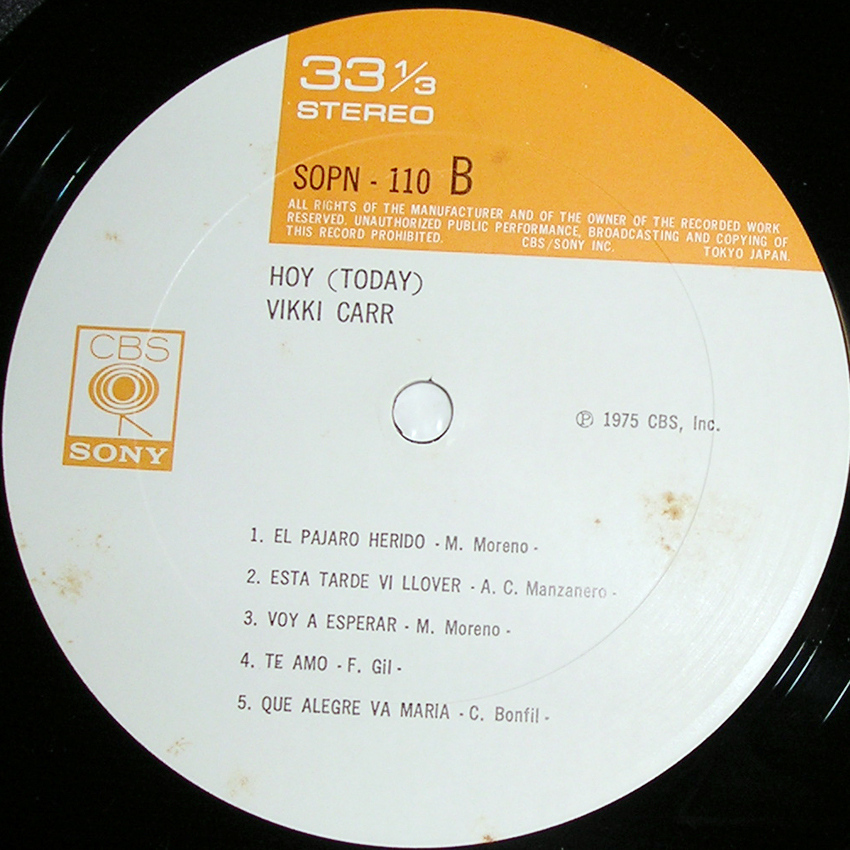 33 1/3
STEREO
SOPN - 110 B
ALL RIGHTS OF THE MANUFACTURER AND OF THE OWNER OF THE RECORDED WORK
RESERVED. UNAUTHORIZED PUBLIC PERFORMANCE, BROADCASTING AND COPYING OF
THIS RECORD PROHIBITED. CBS/SONY INC. TOKYO JAPAN.
HOY (TODAY)
VIKKI CARR
CBS
SONY
℗ 1975 CBS, Inc.
1. EL PAJARO HERIDO - M. Moreno -
2. ESTA TARDE VI LLOVER - A. C. Manzanero -
3. VOY A ESPERAR - M. Moreno -
4. TE AMO - F. Gil -
5. QUE ALEGRE VA MARIA - C. Bonfil -